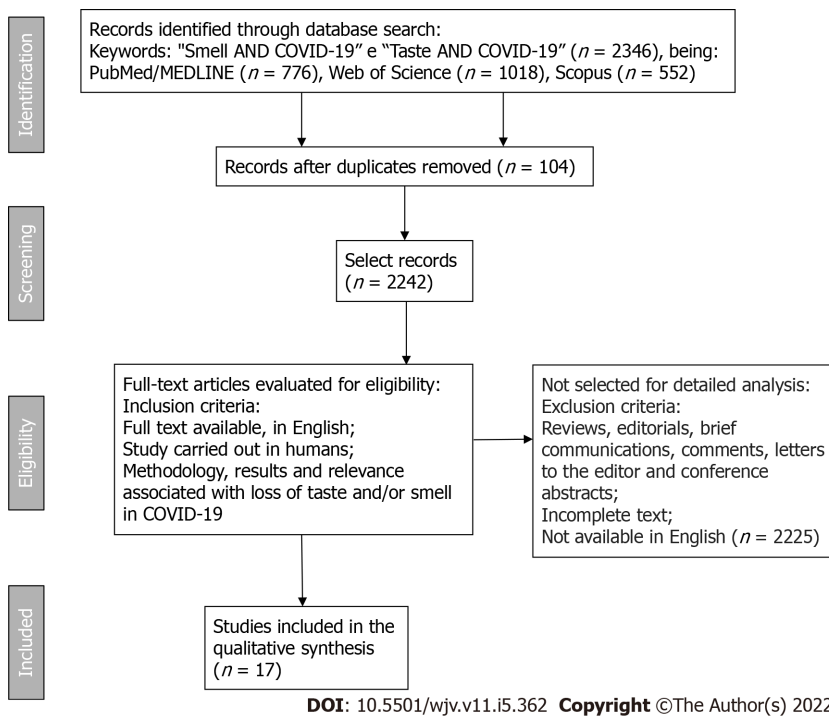 Identification
Records identified through database search:
Keywords: "Smell AND COVID-19" e "Taste AND COVID-19" (n = 2346), being:
PubMed/MEDLINE (n = 776), Web of Science (n = 1018), Scopus (n = 552)
Records after duplicates removed (n = 104)
Screening
Select records
(n = 2242)
Eligibility
Full-text articles evaluated for eligibility:
Inclusion criteria:
Full text available, in English;
Study carried out in humans;
Methodology, results and relevance
associated with loss of taste and/or smell
in COVID-19
Not selected for detailed analysis:
Exclusion criteria:
Reviews, editorials, brief
communications, comments, letters
to the editor and conference
abstracts;
Incomplete text;
Not available in English (n = 2225)
Included
Studies included in the
qualitative synthesis
(n = 17)
DOI: 10.5501/wjv.v11.i5.362 Copyright ©The Author(s) 2022